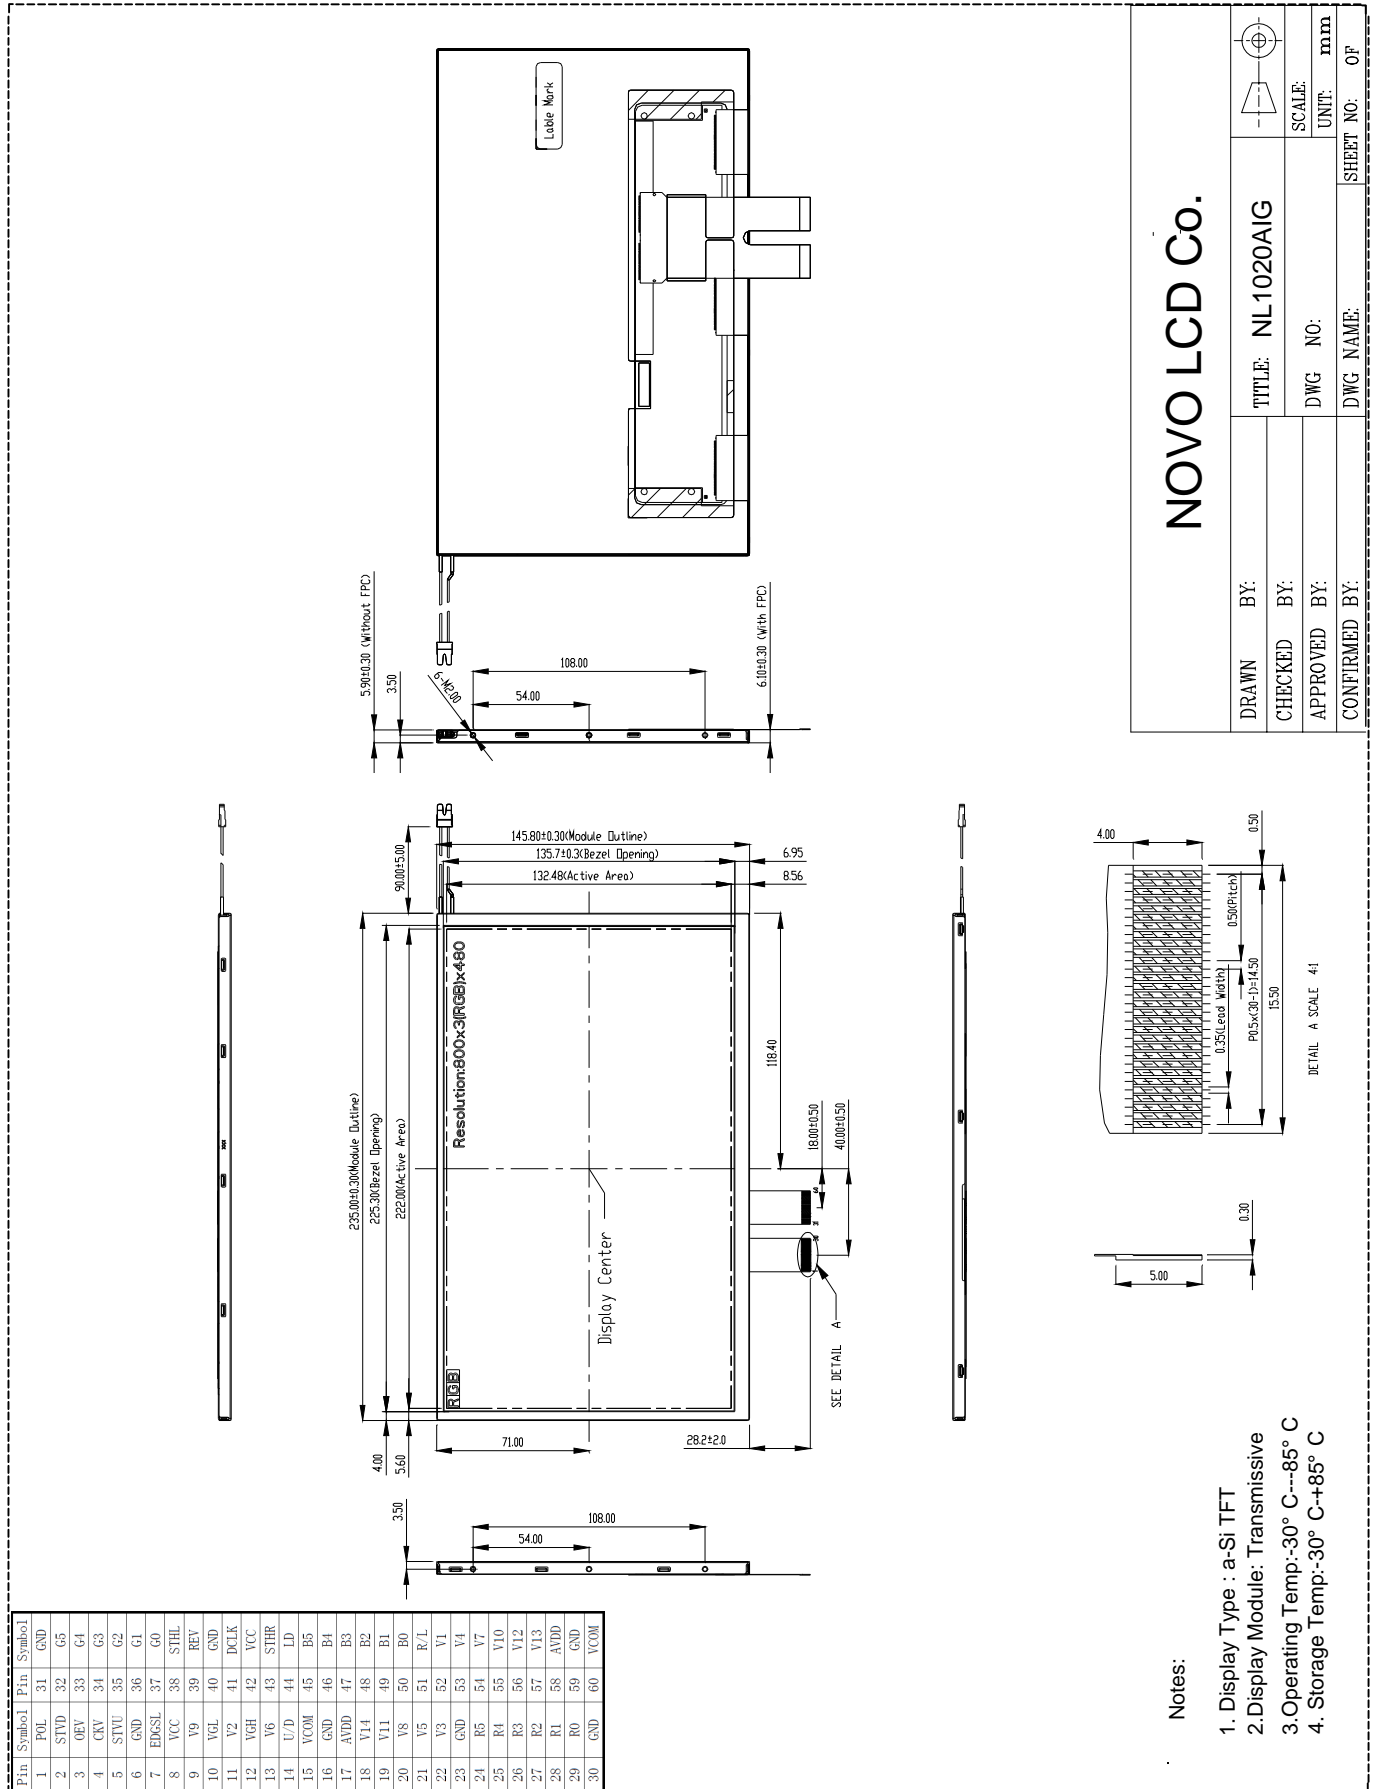 Lable Mark
5.90±0.30 (Without FPC)
3.50
6-M2.00
108.00
54.00
6.10±0.30 (With FPC)
145.80±0.30(Module Outline)
135.7±0.3(Bezel Opening)
132.48(Active Area)
6.95
8.56
90.00±5.00
235.00±0.30(Module Outline)
225.30(Bezel Opening)
222.00(Active Area)
Resolution:800x3(RGB)x480
118.40
18.00±0.50
40.00±0.50
Display Center
RGB
SEE DETAIL A
71.00
28.2±2.0
4.00
5.60
3.50
108.00
54.00
4.00
0.50
0.50(Pitch)
0.35(Lead Width)
P0.5x(30-1)=14.50
15.50
DETAIL A SCALE 4:1
0.30
5.00
Pin Symbol Pin Symbol
1 POL 31 GND
2 STVD 32 G5
3 OEV 33 G4
4 CKV 34 G3
5 STVU 35 G2
6 GND 36 G1
7 EDGSL 37 G0
8 VCC 38 STHL
9 V9 39 REV
10 VGL 40 GND
11 V2 41 DCLK
12 VGH 42 VCC
13 V6 43 STHR
14 U/D 44 LD
15 VCOM 45 B5
16 GND 46 B4
17 AVDD 47 B3
18 V14 48 B2
19 V11 49 B1
20 V8 50 B0
21 V5 51 R/L
22 V3 52 V1
23 GND 53 V4
24 R5 54 V7
25 R4 55 V10
26 R3 56 V12
27 R2 57 V13
28 R1 58 AVDD
29 R0 59 GND
30 GND 60 VCOM
Notes:
1. Display Type : a-Si TFT
2.Display Module: Transmissive
3.Operating Temp:-30° C---85° C
4. Storage Temp:-30° C-+85° C
NOVO LCD Co.
DRAWN BY:
CHECKED BY:
APPROVED BY:
CONFIRMED BY:
TITLE: NL1020AIG
DWG NO:
DWG NAME:
SCALE:
UNIT: mm
SHEET NO: OF